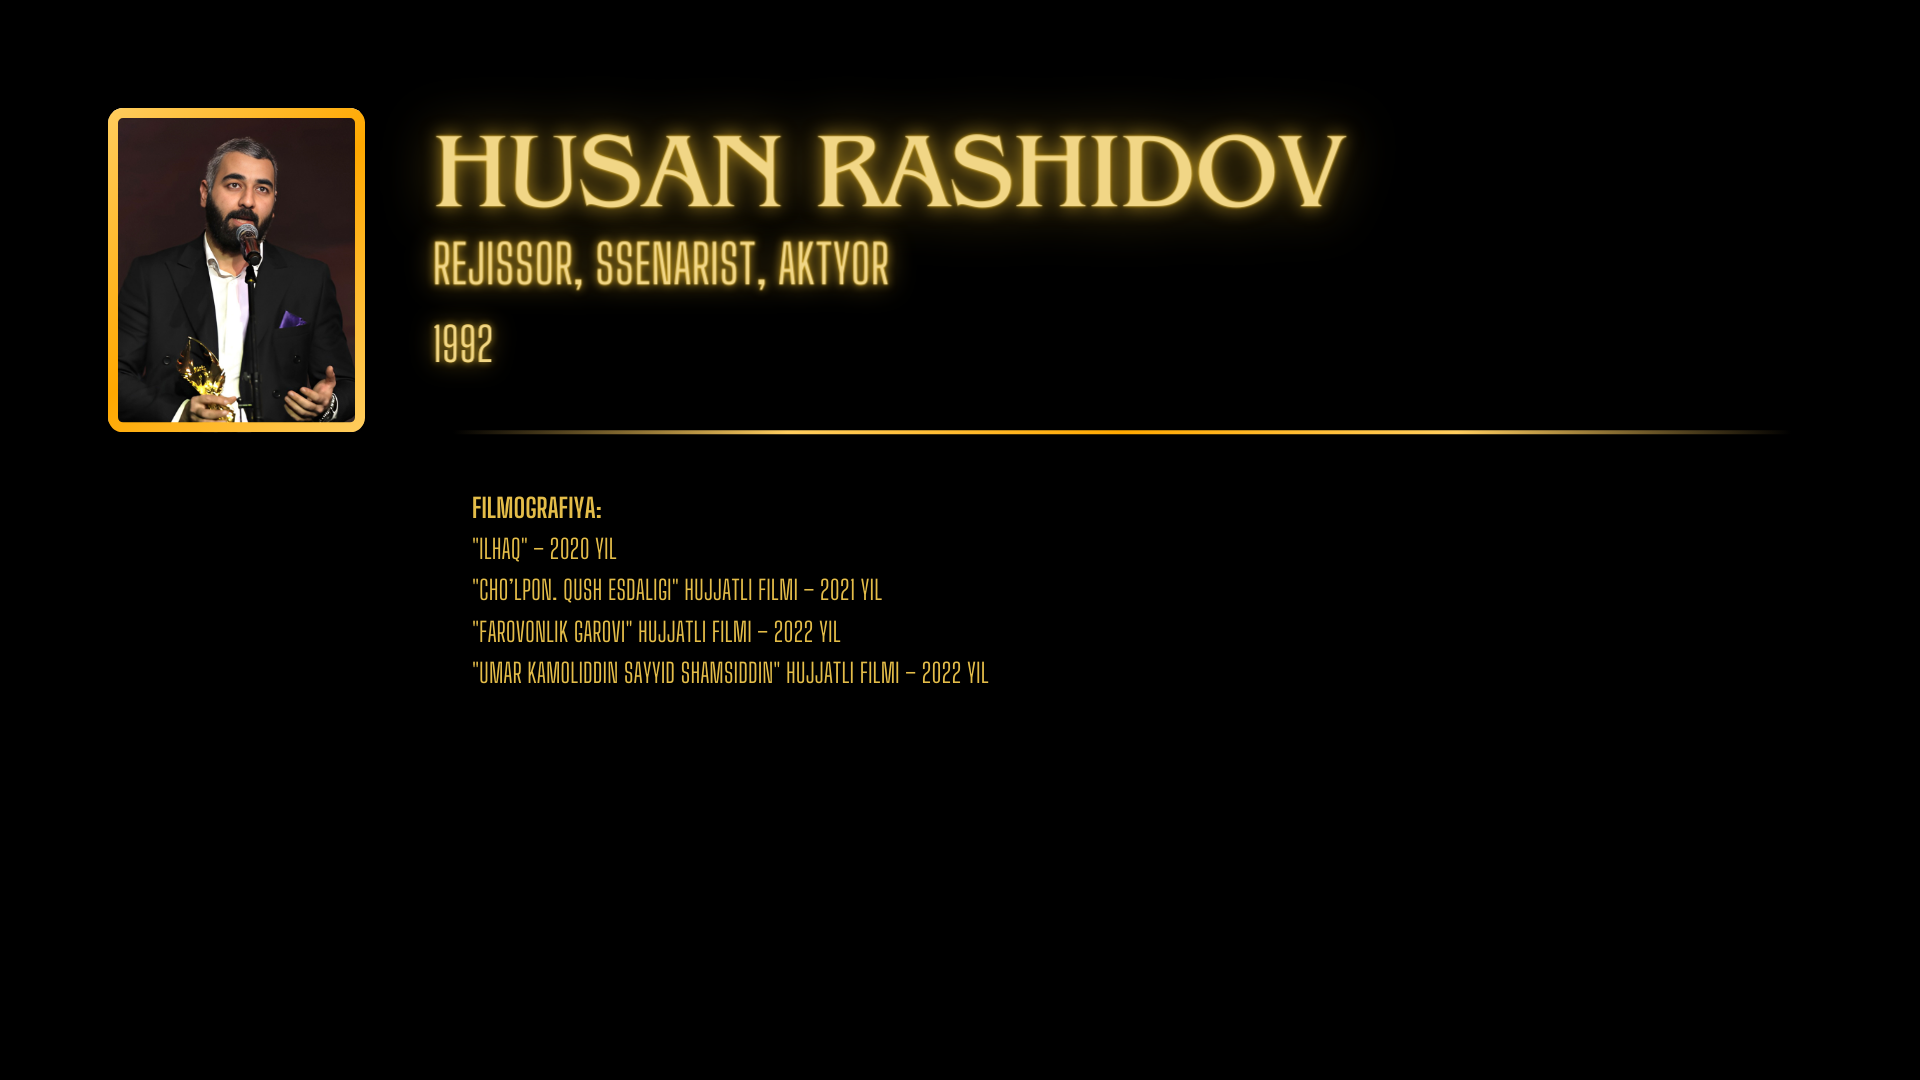 HUSAN RASHIDOV
REJISSOR, SSENARIST, AKTYOR
1992
FILMOGRAFIYA:
"ILHAQ" – 2020 YIL
"CHO’LPON. QUSH ESDALIGI" HUJJATLI FILMI – 2021 YIL
"FAROVONLIK GAROVI" HUJJATLI FILMI – 2022 YIL
"UMAR KAMOLIDDIN SAYYID SHAMSIDDIN" HUJJATLI FILMI – 2022 YIL